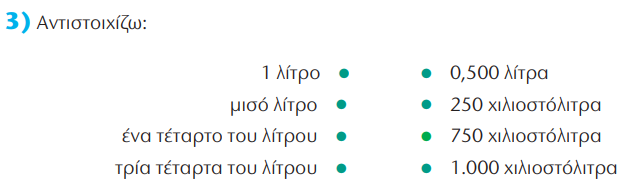 3) Αντιστοιχίζω:
1 λίτρο • • 0,500 λίτρα
μισό λίτρο • • 250 χιλιοστόλιτρα
ένα τέταρτο του λίτρου • • 750 χιλιοστόλιτρα
τρία τέταρτα του λίτρου • • 1.000 χιλιοστόλιτρα